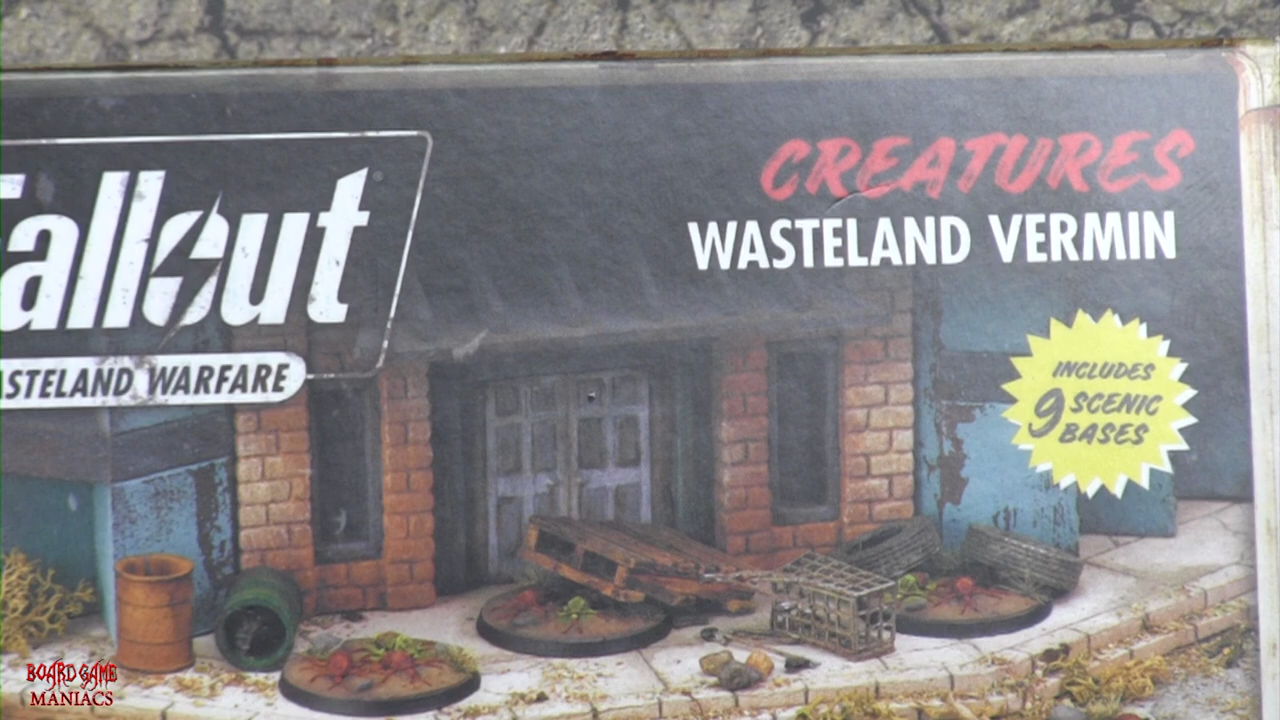 CREATURES
WASTELAND VERMIN
allout
ASTELAND WARFARE
INCLUDES
9 SCENIC
BASES
BOARD GAME
MANIACS